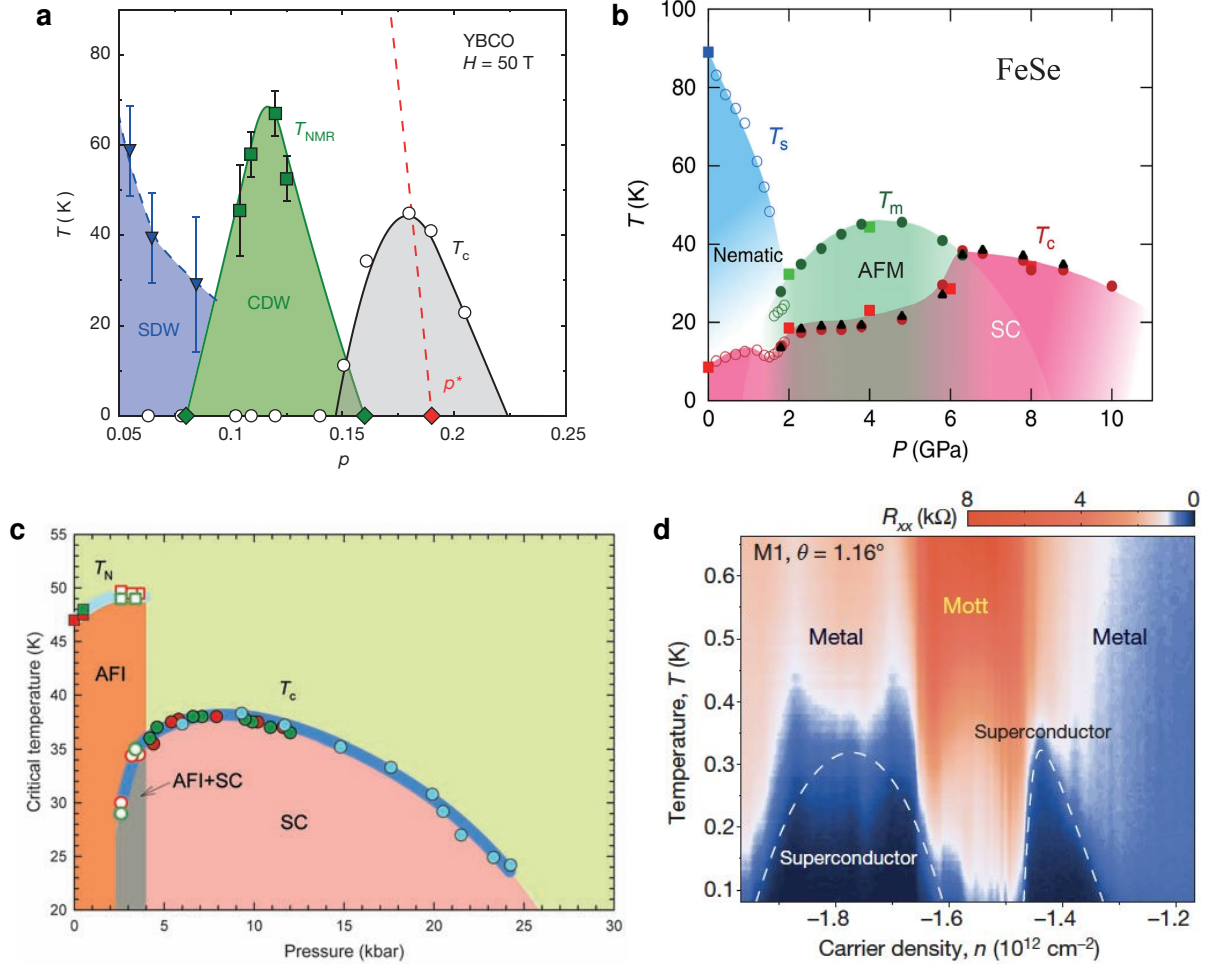 a
YBCO
H = 50 T
T_NMR
T_c
SDW
CDW
p*
T ( K )
80
60
40
20
0
0.05
0.1
0.15
0.2
0.25
p
b
FeSe
T_s
T_m
T_c
Nematic
AFM
SC
T (K)
100
80
60
40
20
0
0
2
4
6
8
10
P (GPa)
c
T_N
AFI
T_c
AFI+SC
SC
Critical temperature (K)
55
50
45
40
35
30
25
20
0
5
10
15
20
25
30
Pressure (kbar)
d
R_xx (kΩ)
8
4
0
M1, θ = 1.16°
Mott
Metal
Metal
Superconductor
Superconductor
Temperature, T (K)
0.6
0.5
0.4
0.3
0.2
0.1
−1.8
−1.6
−1.4
−1.2
Carrier density, n (10¹² cm⁻²)